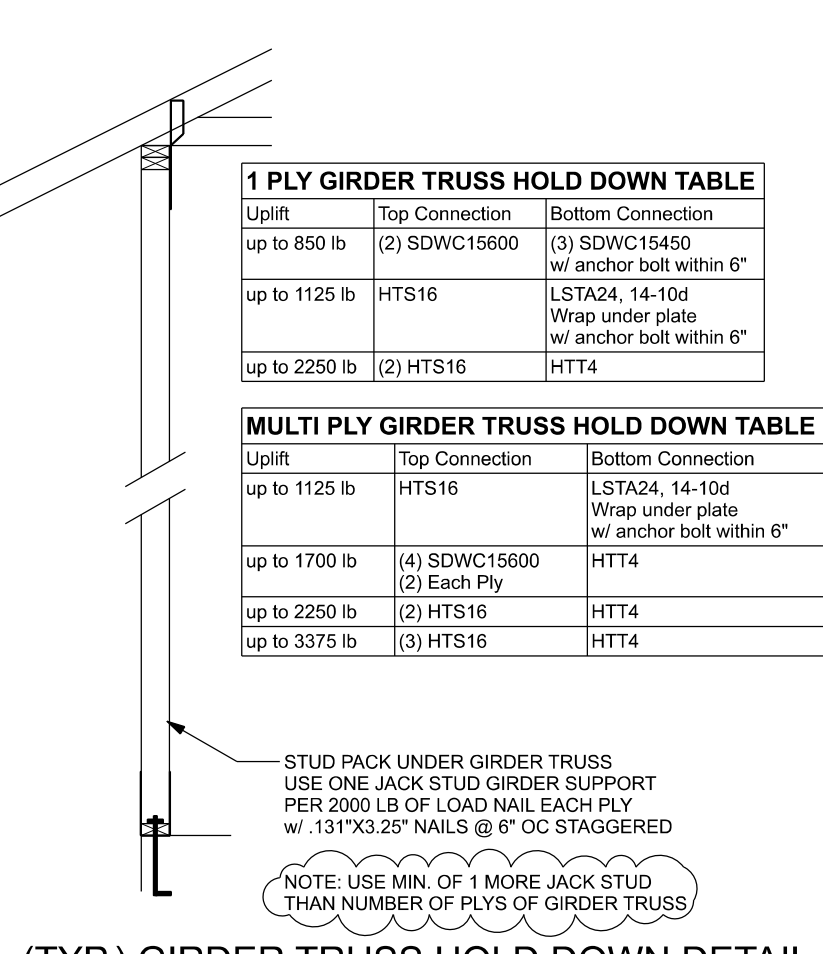 1 PLY GIRDER TRUSS HOLD DOWN TABLE
Uplift Top Connection Bottom Connection
up to 850 lb (2) SDWC15600 (3) SDWC15450
w/ anchor bolt within 6"
up to 1125 lb HTS16 LSTA24, 14-10d
Wrap under plate
w/ anchor bolt within 6"
up to 2250 lb (2) HTS16 HTT4
MULTI PLY GIRDER TRUSS HOLD DOWN TABLE
Uplift Top Connection Bottom Connection
up to 1125 lb HTS16 LSTA24, 14-10d
Wrap under plate
w/ anchor bolt within 6"
up to 1700 lb (4) SDWC15600 HTT4
(2) Each Ply
up to 2250 lb (2) HTS16 HTT4
up to 3375 lb (3) HTS16 HTT4
STUD PACK UNDER GIRDER TRUSS
USE ONE JACK STUD GIRDER SUPPORT
PER 2000 LB OF LOAD NAIL EACH PLY
w/ .131"X3.25" NAILS @ 6" OC STAGGERED
NOTE: USE MIN. OF 1 MORE JACK STUD
THAN NUMBER OF PLYS OF GIRDER TRUSS
(TYP.) GIRDER TRUSS HOLD DOWN DETAIL